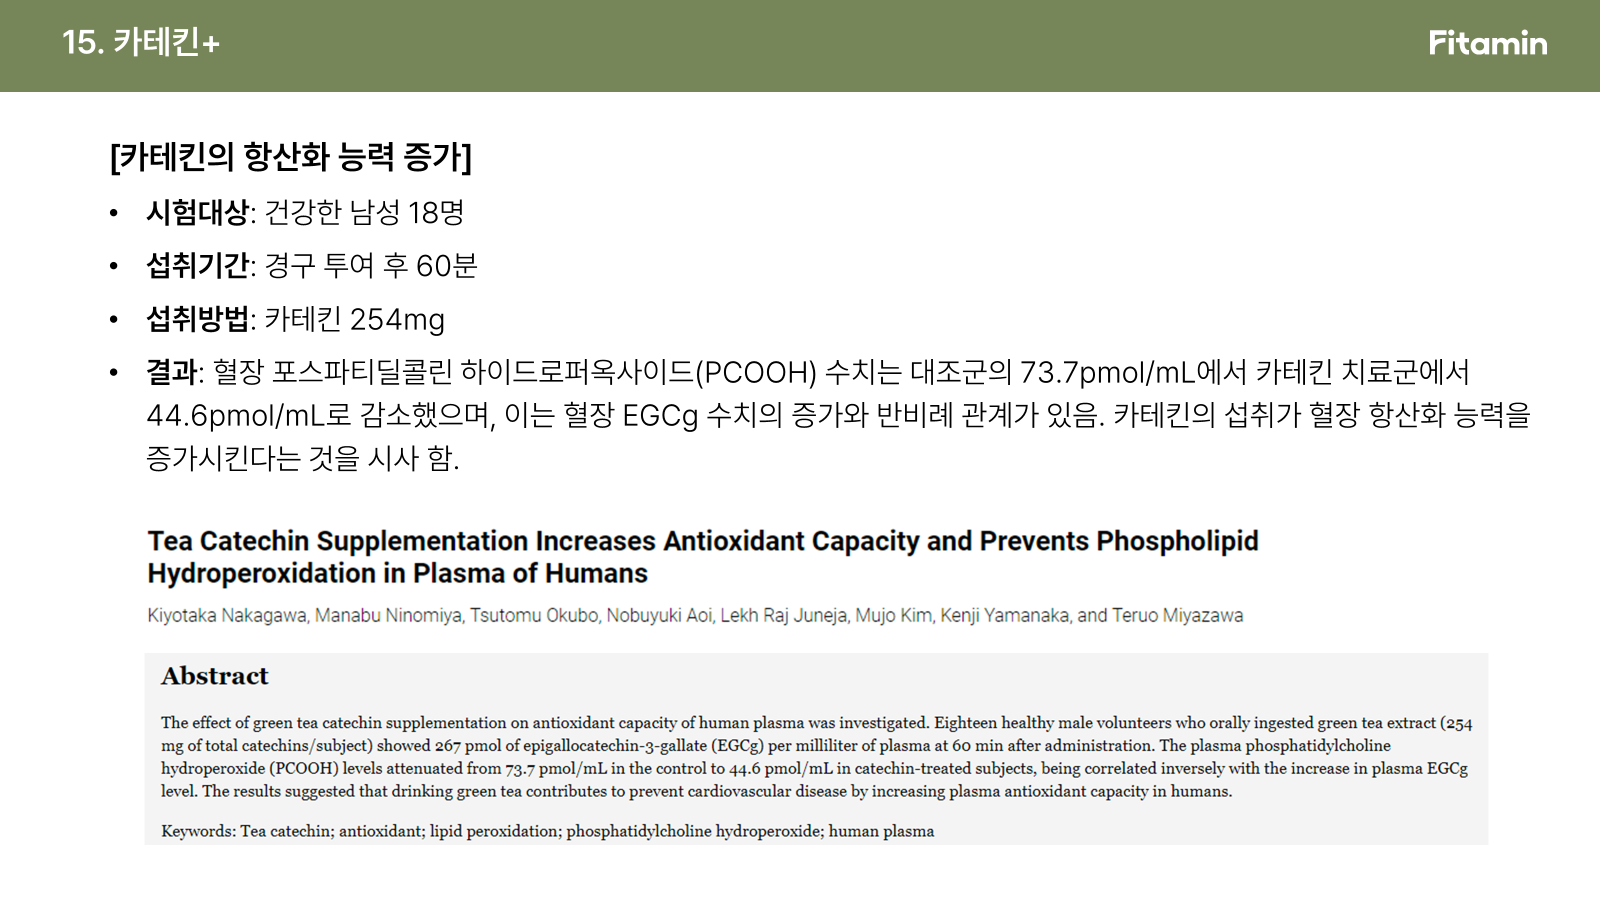 15. 카테킨+
Fitamin
[카테킨의 항산화 능력 증가]
• 시험대상: 건강한 남성 18명
• 섭취기간: 경구 투여 후 60분
• 섭취방법: 카테킨 254mg
• 결과: 혈장 포스파티딜콜린 하이드로퍼옥사이드(PCOOH) 수치는 대조군의 73.7pmol/mL에서 카테킨 치료군에서
44.6pmol/mL로 감소했으며, 이는 혈장 EGCg 수치의 증가와 반비례 관계가 있음. 카테킨의 섭취가 혈장 항산화 능력을
증가시킨다는 것을 시사 함.
Tea Catechin Supplementation Increases Antioxidant Capacity and Prevents Phospholipid
Hydroperoxidation in Plasma of Humans
Kiyotaka Nakagawa, Manabu Ninomiya, Tsutomu Okubo, Nobuyuki Aoi, Lekh Raj Juneja, Mujo Kim, Kenji Yamanaka, and Teruo Miyazawa
Abstract
The effect of green tea catechin supplementation on antioxidant capacity of human plasma was investigated. Eighteen healthy male volunteers who orally ingested green tea extract (254
mg of total catechins/subject) showed 267 pmol of epigallocatechin-3-gallate (EGCg) per milliliter of plasma at 60 min after administration. The plasma phosphatidylcholine
hydroperoxide (PCOOH) levels attenuated from 73.7 pmol/mL in the control to 44.6 pmol/mL in catechin-treated subjects, being correlated inversely with the increase in plasma EGCg
level. The results suggested that drinking green tea contributes to prevent cardiovascular disease by increasing plasma antioxidant capacity in humans.
Keywords: Tea catechin; antioxidant; lipid peroxidation; phosphatidylcholine hydroperoxide; human plasma